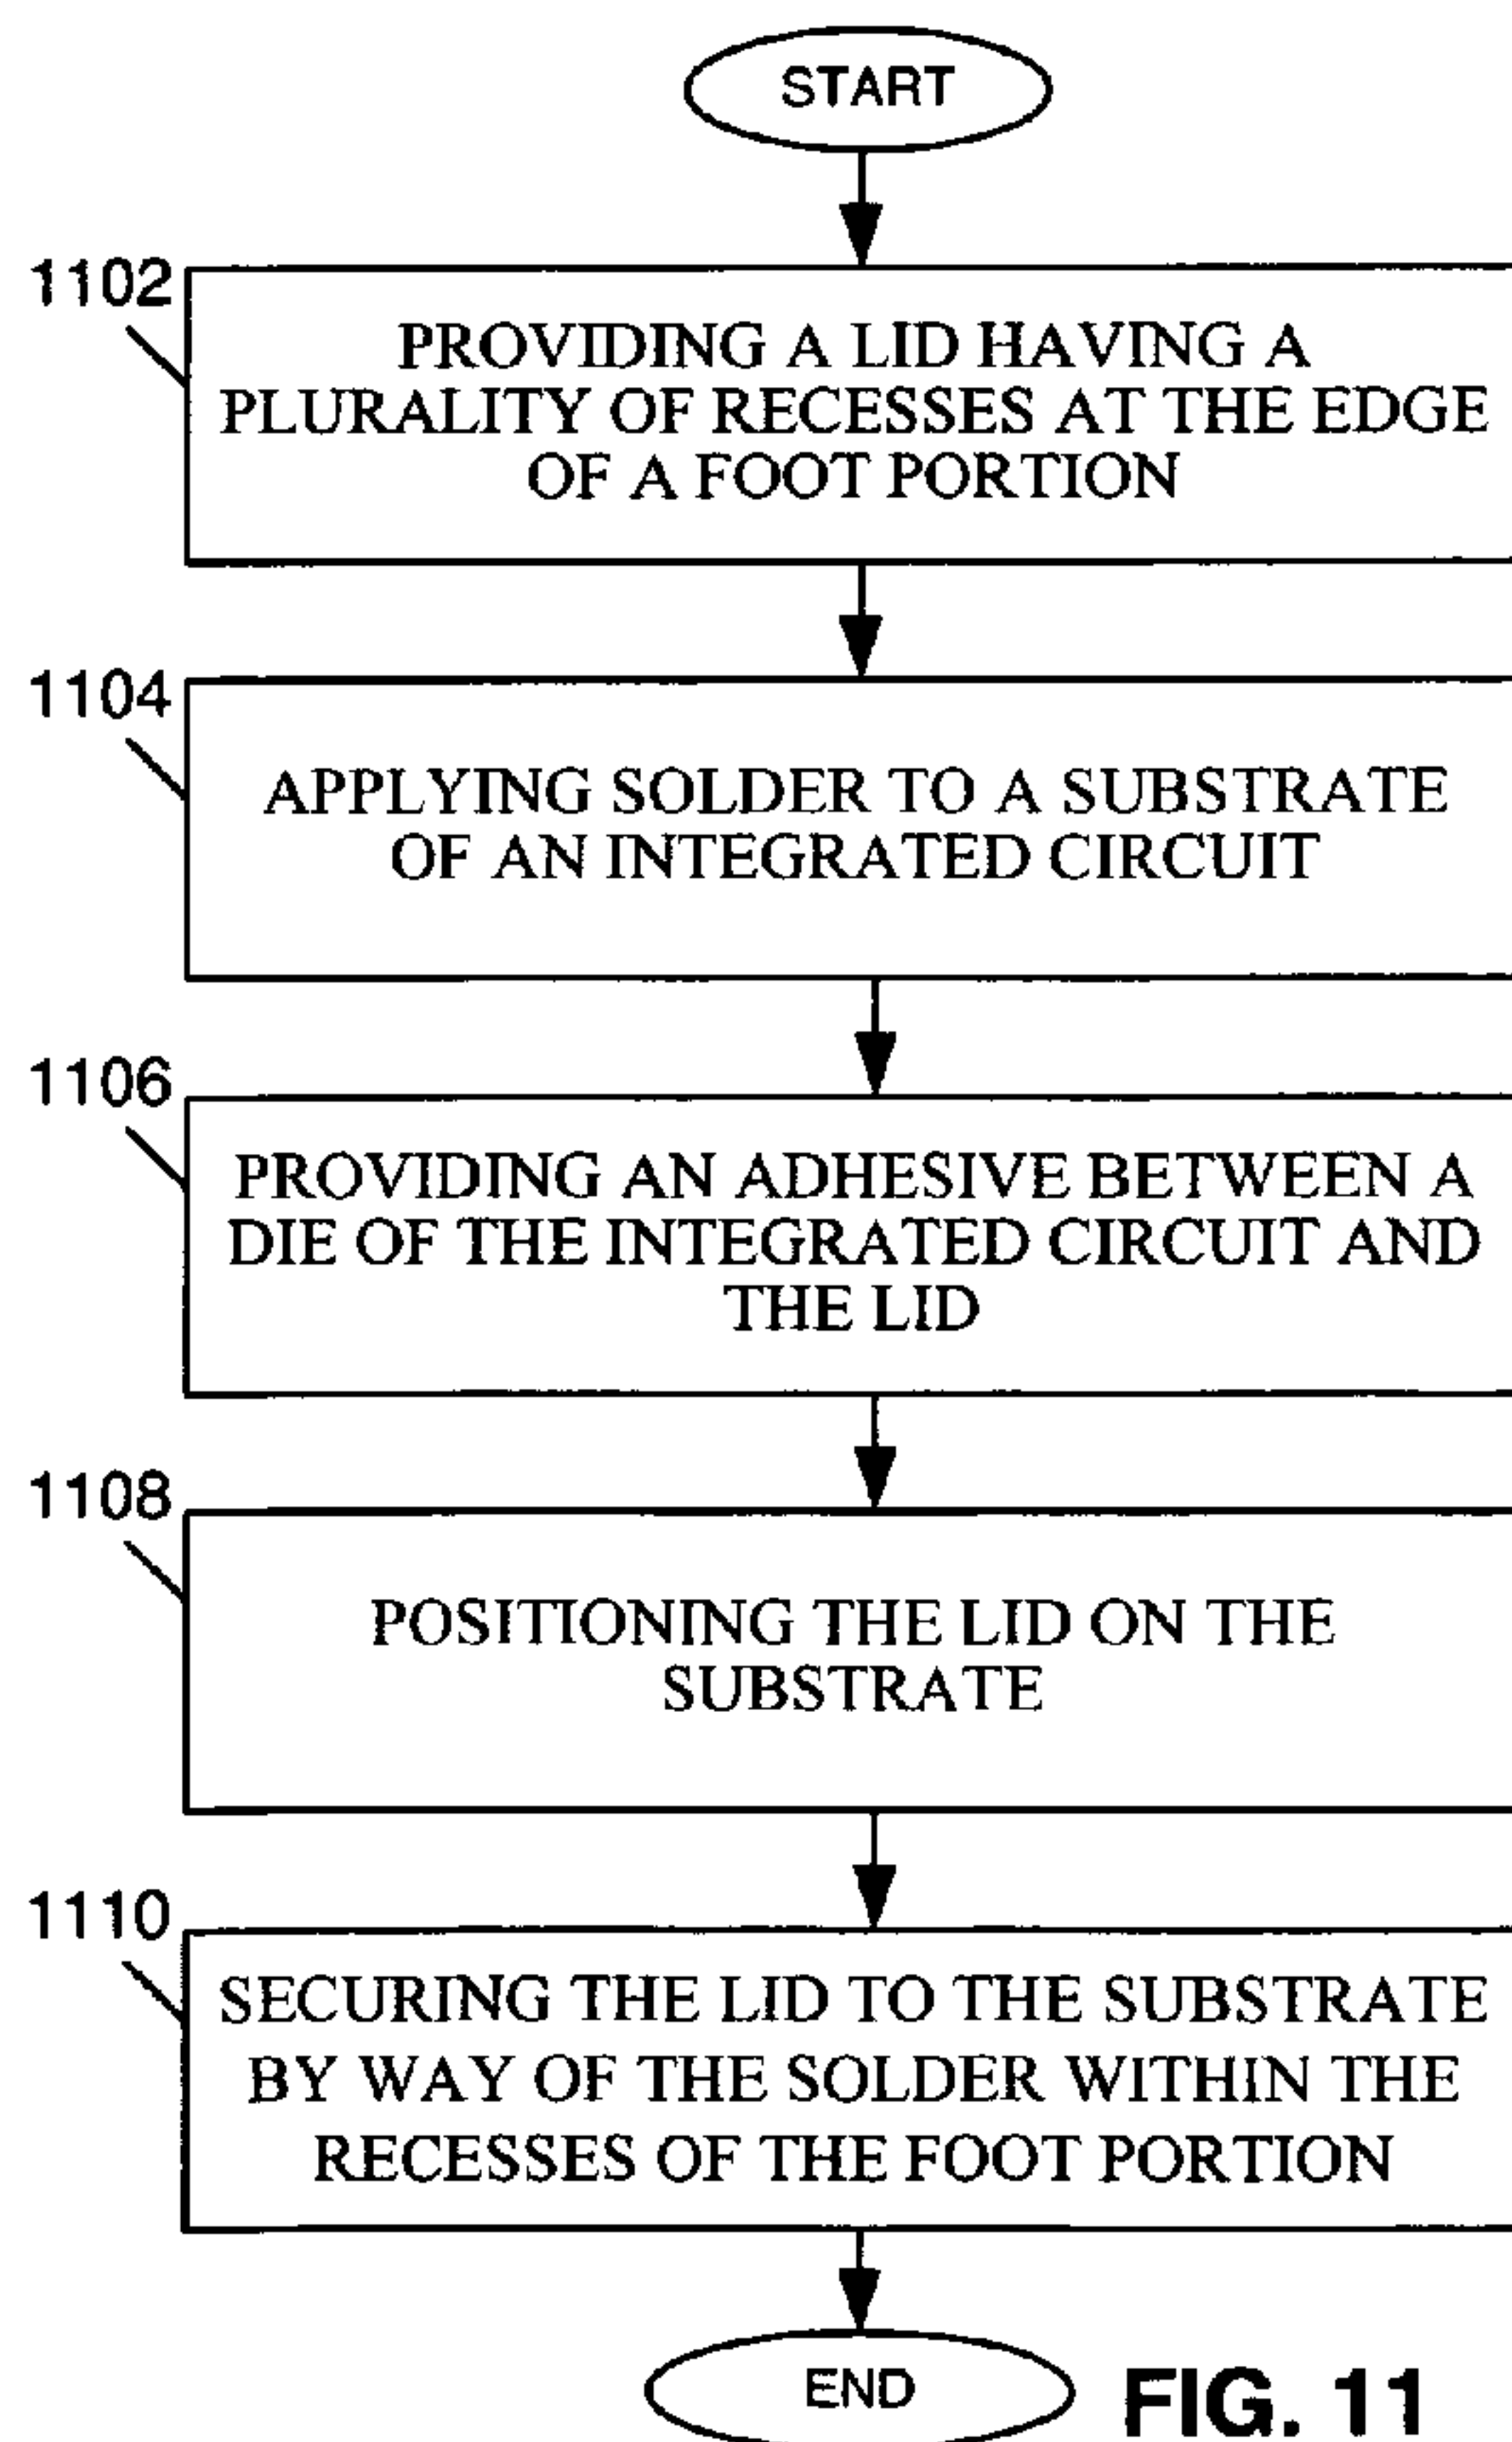 START
1102
PROVIDING A LID HAVING A
PLURALITY OF RECESSES AT THE EDGE
OF A FOOT PORTION
1104
APPLYING SOLDER TO A SUBSTRATE
OF AN INTEGRATED CIRCUIT
1106
PROVIDING AN ADHESIVE BETWEEN A
DIE OF THE INTEGRATED CIRCUIT AND
THE LID
1108
POSITIONING THE LID ON THE
SUBSTRATE
1110
SECURING THE LID TO THE SUBSTRATE
BY WAY OF THE SOLDER WITHIN THE
RECESSES OF THE FOOT PORTION
END
FIG. 11